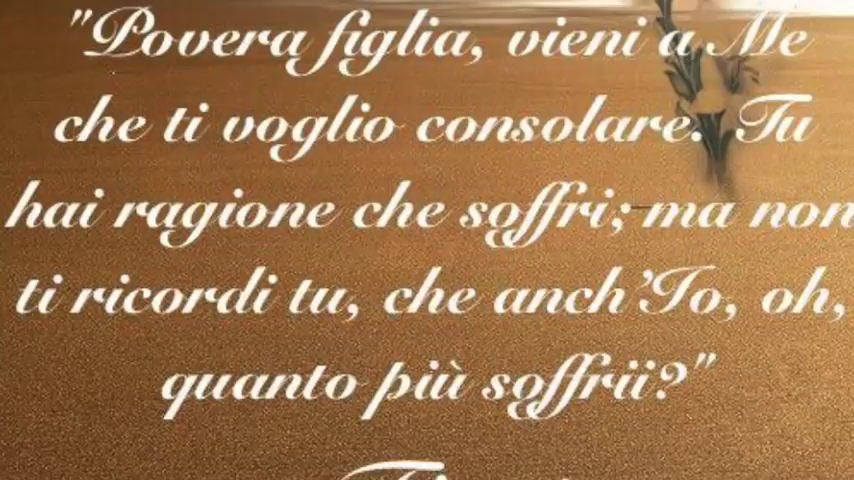 "Povera figlia, vieni a Me
che ti voglio consolare. Tu
hai ragione che soffri; ma non
ti ricordi tu, che anch'Io, oh,
quanto più soffrii?"